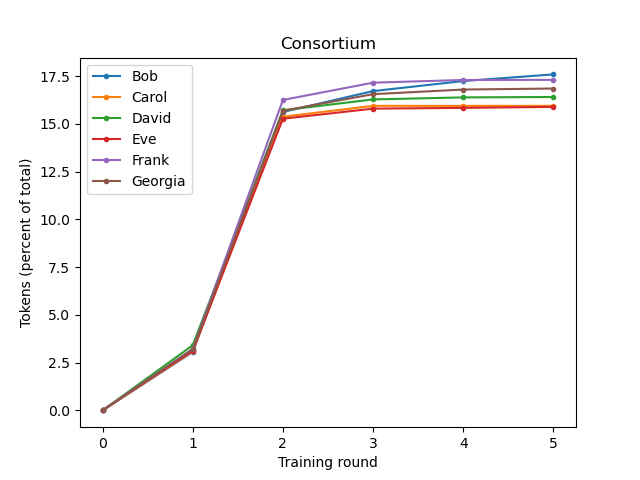 Consortium
Bob
Carol
David
Eve
Frank
Georgia
17.5
15.0
12.5
10.0
7.5
5.0
2.5
0.0
Tokens (percent of total)
0 1 2 3 4 5
Training round